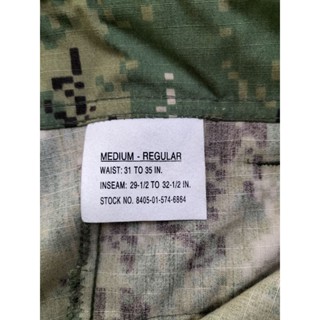 MEDIUM - REGULAR
WAIST: 31 TO 35 IN.
INSEAM: 29-1/2 TO 32-1/2 IN.
STOCK NO. 8405-01-574-6864